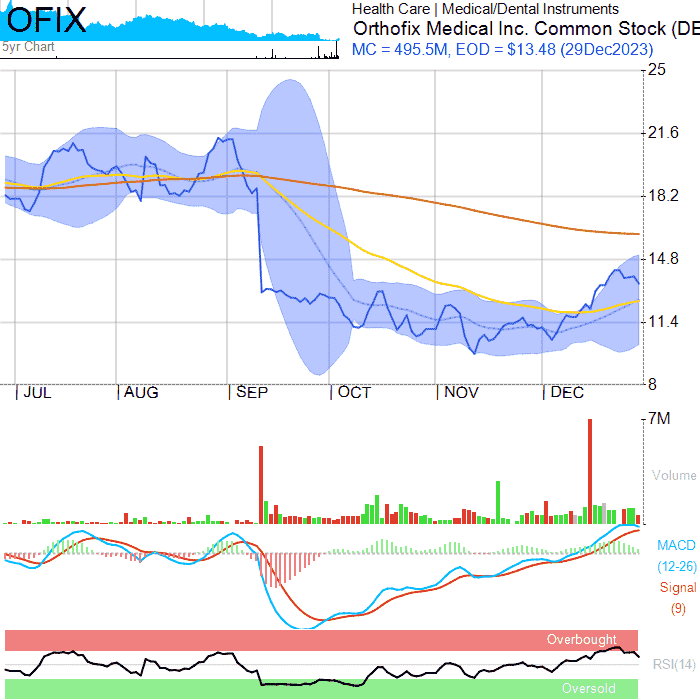 OFIX
Health Care | Medical/Dental Instruments
Orthofix Medical Inc. Common Stock (DE
5yr Chart
MC = 495.5M, EOD = $13.48 (29Dec2023)
25
21.6
18.2
14.8
11.4
8
JUL AUG SEP OCT NOV DEC
7M
Volume
MACD
(12-26)
Signal
(9)
Overbought
RSI(14)
Oversold